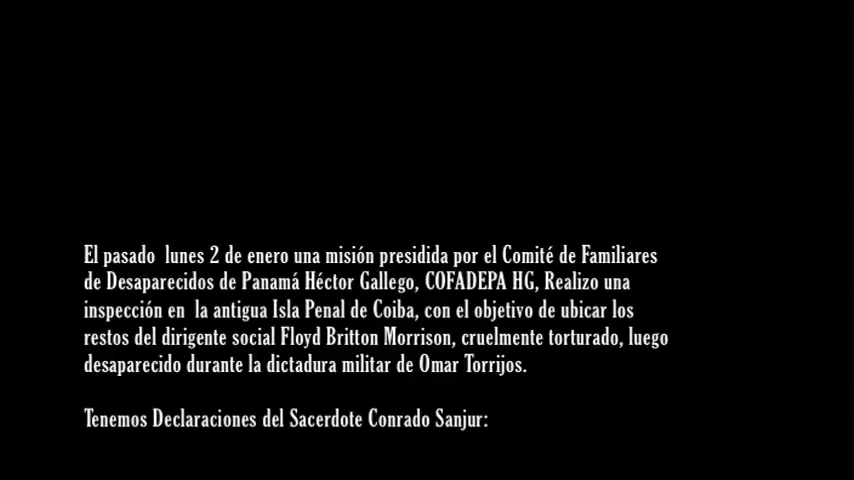 El pasado  lunes 2 de enero una misión presidida por el Comité de Familiares
de Desaparecidos de Panamá Héctor Gallego, COFADEPA HG, Realizo una
inspección en  la antigua Isla Penal de Coiba, con el objetivo de ubicar los
restos del dirigente social Floyd Britton Morrison, cruelmente torturado, luego
desaparecido durante la dictadura militar de Omar Torrijos.
Tenemos Declaraciones del Sacerdote Conrado Sanjur: